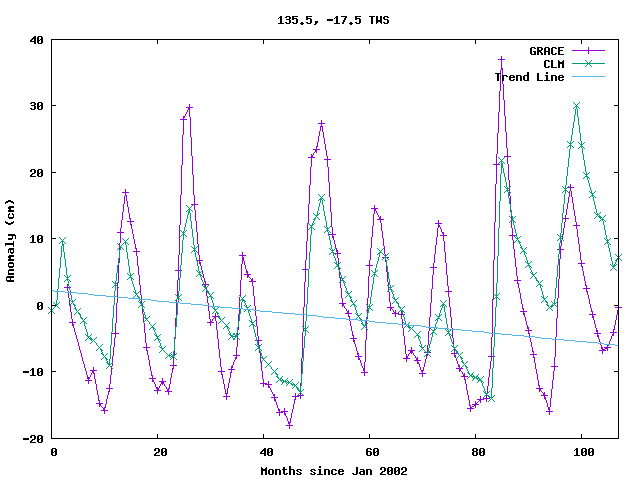 135.5, -17.5 TWS
GRACE
CLM
Trend Line
Anomaly (cm)
40
30
20
10
0
-10
-20
0 20 40 60 80 100
Months since Jan 2002